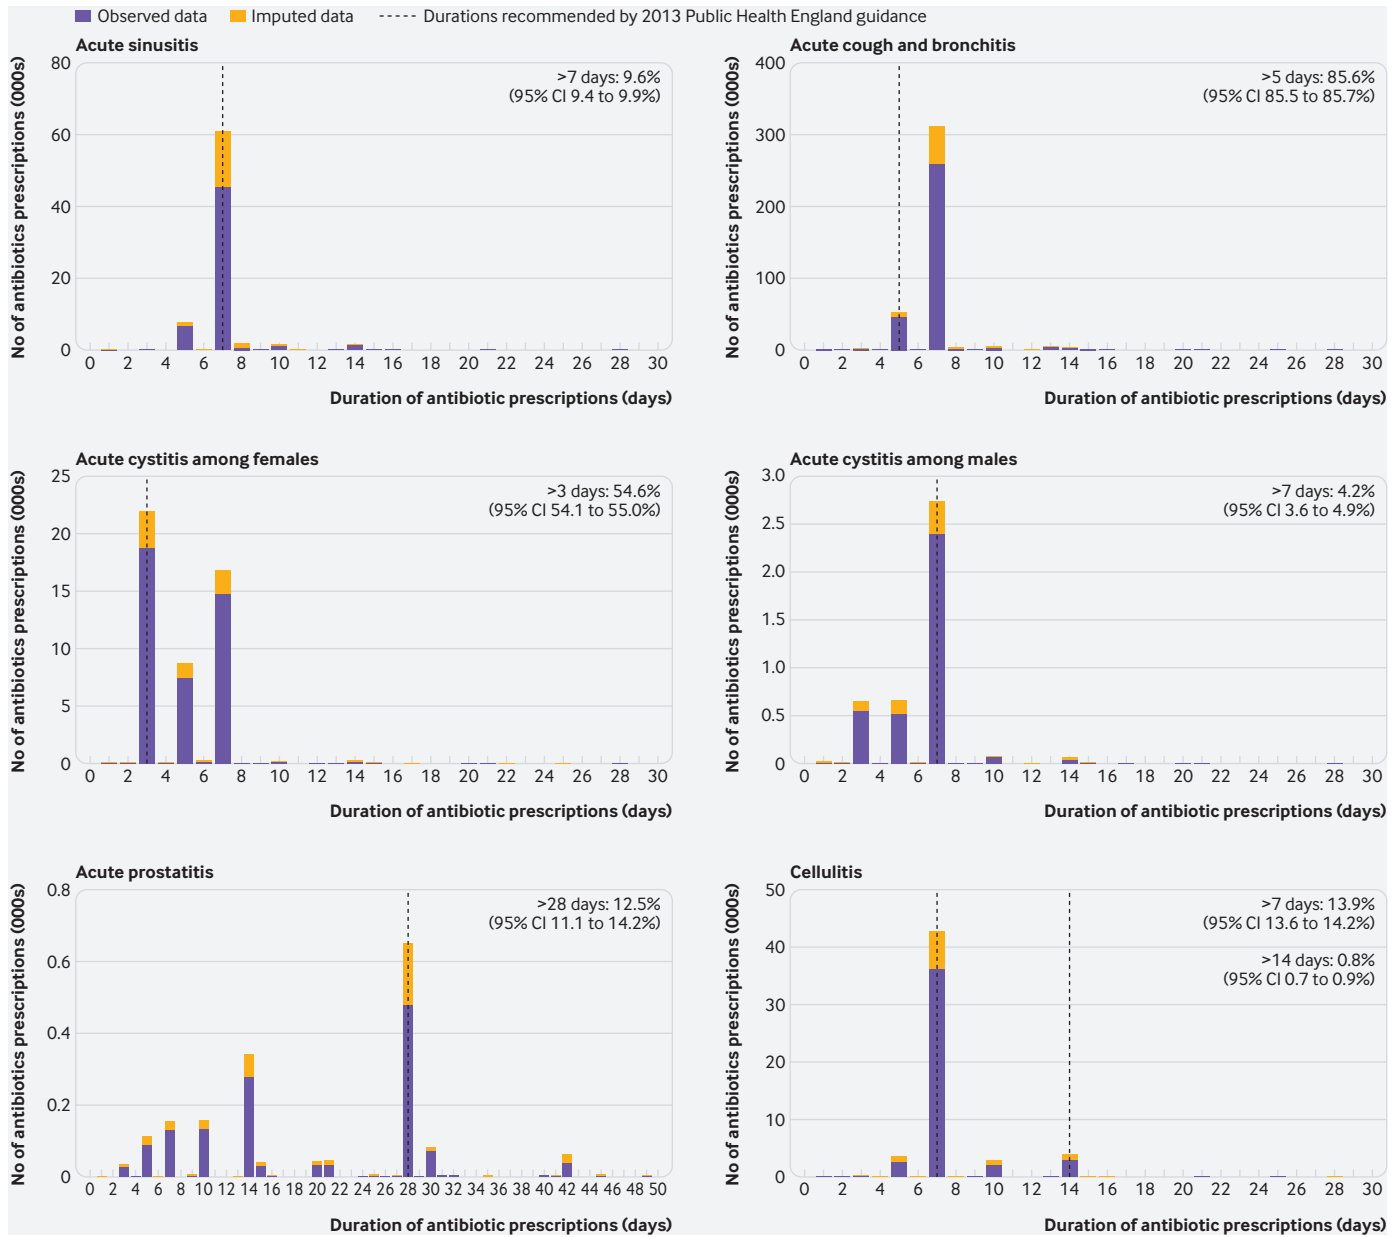 Observed data Imputed data Durations recommended by 2013 Public Health England guidance
Acute sinusitis
No of antibiotics prescriptions (000s)
80
60
40
20
0
>7 days: 9.6%
(95% CI 9.4 to 9.9%)
0 2 4 6 8 10 12 14 16 18 20 22 24 26 28 30
Duration of antibiotic prescriptions (days)
Acute cough and bronchitis
No of antibiotics prescriptions (000s)
400
300
200
100
0
>5 days: 85.6%
(95% CI 85.5 to 85.7%)
0 2 4 6 8 10 12 14 16 18 20 22 24 26 28 30
Duration of antibiotic prescriptions (days)
Acute cystitis among females
No of antibiotics prescriptions (000s)
25
20
15
10
5
0
>3 days: 54.6%
(95% CI 54.1 to 55.0%)
0 2 4 6 8 10 12 14 16 18 20 22 24 26 28 30
Duration of antibiotic prescriptions (days)
Acute cystitis among males
No of antibiotics prescriptions (000s)
3.0
2.5
2.0
1.5
1.0
0.5
0
>7 days: 4.2%
(95% CI 3.6 to 4.9%)
0 2 4 6 8 10 12 14 16 18 20 22 24 26 28 30
Duration of antibiotic prescriptions (days)
Acute prostatitis
No of antibiotics prescriptions (000s)
0.8
0.6
0.4
0.2
0
>28 days: 12.5%
(95% CI 11.1 to 14.2%)
0 2 4 6 8 10 12 14 16 18 20 22 24 26 28 30 32 34 36 38 40 42 44 46 48 50
Duration of antibiotic prescriptions (days)
Cellulitis
No of antibiotics prescriptions (000s)
50
40
30
20
10
0
>7 days: 13.9%
(95% CI 13.6 to 14.2%)
>14 days: 0.8%
(95% CI 0.7 to 0.9%)
0 2 4 6 8 10 12 14 16 18 20 22 24 26 28 30
Duration of antibiotic prescriptions (days)